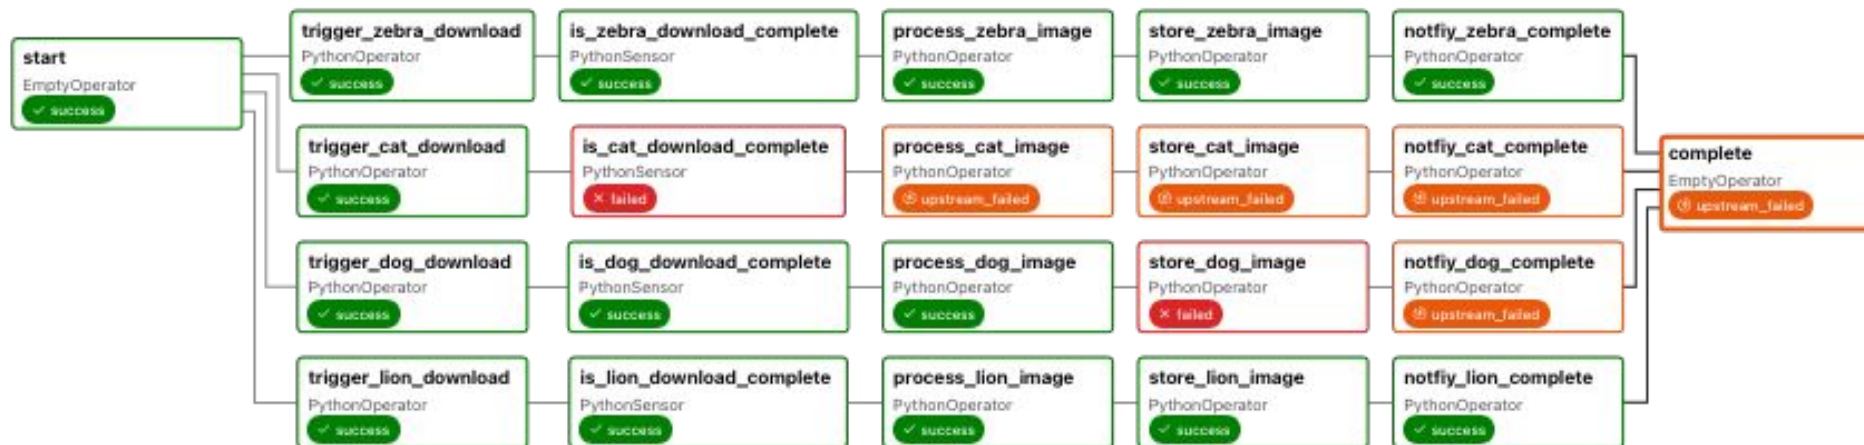 start
EmptyOperator
success
trigger_zebra_download
PythonOperator
success
is_zebra_download_complete
PythonSensor
success
process_zebra_image
PythonOperator
success
store_zebra_image
PythonOperator
success
notfiy_zebra_complete
PythonOperator
success
trigger_cat_download
PythonOperator
success
is_cat_download_complete
PythonSensor
failed
process_cat_image
PythonOperator
upstream_failed
store_cat_image
PythonOperator
upstream_failed
notfiy_cat_complete
PythonOperator
upstream_failed
trigger_dog_download
PythonOperator
success
is_dog_download_complete
PythonSensor
success
process_dog_image
PythonOperator
success
store_dog_image
PythonOperator
failed
notfiy_dog_complete
PythonOperator
upstream_failed
trigger_lion_download
PythonOperator
success
is_lion_download_complete
PythonSensor
success
process_lion_image
PythonOperator
success
store_lion_image
PythonOperator
success
notfiy_lion_complete
PythonOperator
success
complete
EmptyOperator
upstream_failed